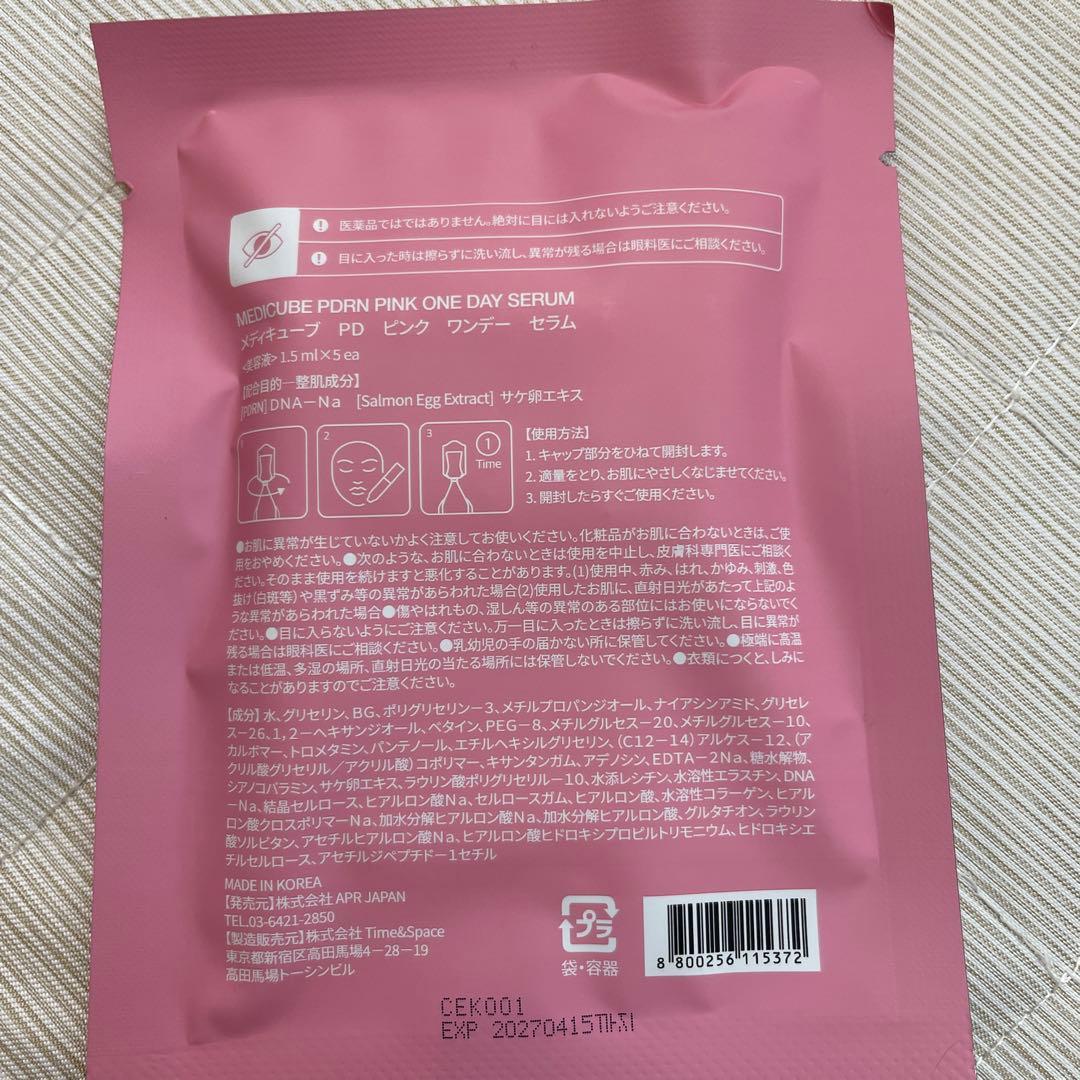 医薬品ではではありません。絶対に目には入れないようご注意ください。
目に入った時は擦らずに洗い流し、異常が残る場合は眼科医にご相談ください。
MEDICUBE PDRN PINK ONE DAY SERUM
メディキューブ PD ピンク ワンデー セラム
<美容液> 1.5 ml×5 ea
【配合目的―整肌成分】
[PDRN] DNA－Na [Salmon Egg Extract] サケ卵エキス
1
2
3
1
Time
【使用方法】
1. キャップ部分をひねて開封します。
2. 適量をとり、お肌にやさしくなじませてください。
3. 開封したらすぐご使用ください。
●お肌に異常が生じていないかよく注意してお使いください。化粧品がお肌に合わないときは、ご使
用をおやめください。●次のような、お肌に合わないときは使用を中止し、皮膚科専門医にご相談く
ださい。そのまま使用を続けますと悪化することがあります。(1)使用中、赤み、はれ、かゆみ、刺激、色
抜け(白斑等)や黒ずみ等の異常があらわれた場合(2)使用したお肌に、直射日光があたって上記のよ
うな異常があらわれた場合●傷やはれもの、湿しん等の異常のある部位にはお使いにならないでく
ださい。●目に入らないようにご注意ください。万一目に入ったときは擦らずに洗い流し、目に異常が
残る場合は眼科医にご相談ください。●乳幼児の手の届かない所に保管してください。●極端に高温
または低温、多湿の場所、直射日光の当たる場所には保管しないでください。●衣類につくと、しみに
なることがありますのでご注意ください。
【成分】水、グリセリン、BG、ポリグリセリン－3、メチルプロパンジオール、ナイアシンアミド、グリセレ
ス－26、1，2－ヘキサンジオール、ベタイン、PEG－8、メチルグルセス－20、メチルグルセス－10、
カルボマー、トロメタミン、パンテノール、エチルヘキシルグリセリン、(C12－14)アルケス－12、(ア
クリル酸グリセリル／アクリル酸)コポリマー、キサンタンガム、アデノシン、EDTA－2Na、糖水解物、
シアノコバラミン、サケ卵エキス、ラウリン酸ポリグリセリル－10、水添レシチン、水溶性エラスチン、DNA
－Na、結晶セルロース、ヒアルロン酸Na、セルロースガム、ヒアルロン酸、水溶性コラーゲン、ヒアル
ロン酸クロスポリマーNa、加水分解ヒアルロン酸Na、加水分解ヒアルロン酸、グルタチオン、ラウリン
酸ソルビタン、アセチルヒアルロン酸Na、ヒアルロン酸ヒドロキシプロピルトリモニウム、ヒドロキシエ
チルセルロース、アセチルジペプチド－1セチル
MADE IN KOREA
【発売元】株式会社 APR JAPAN
TEL.03-6421-2850
【製造販売元】株式会社 Time&Space
東京都新宿区高田馬場4－28－19
高田馬場トーシンビル
プラ
袋・容器
8 800256 115372
CEK001
EXP 20270415까지